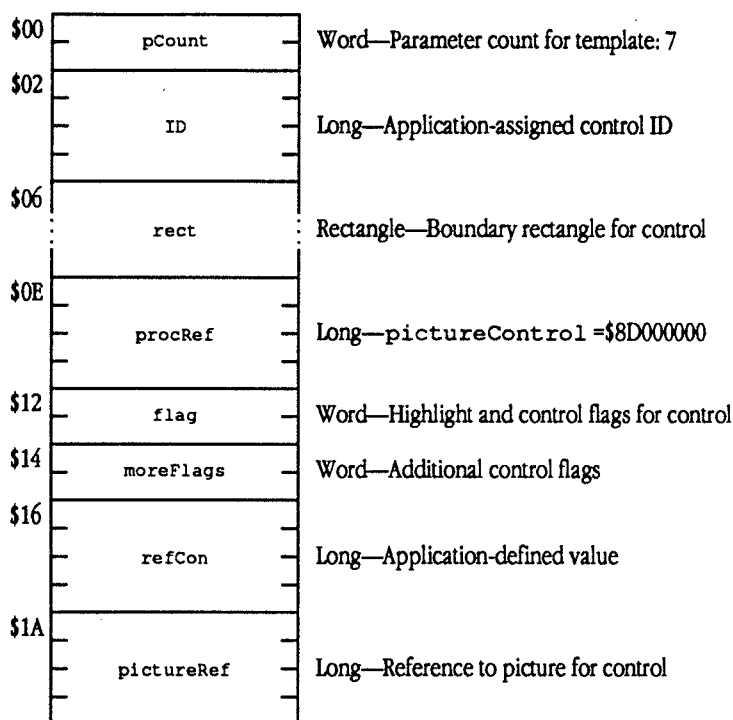 $00
pCount Word—Parameter count for template: 7
$02
ID Long—Application-assigned control ID
$06
rect Rectangle—Boundary rectangle for control
$0E
procRef Long—pictureControl =$8D000000
$12
flag Word—Highlight and control flags for control
$14
moreFlags Word—Additional control flags
$16
refCon Long—Application-defined value
$1A
pictureRef Long—Reference to picture for control